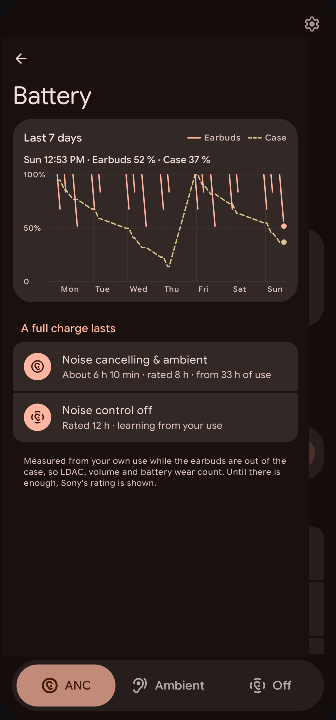 Battery
Last 7 days
Earbuds
Case
Sun 12:53 PM · Earbuds 52 % · Case 37 %
100%
50%
0
Mon Tue Wed Thu Fri Sat Sun
A full charge lasts
Noise cancelling & ambient
About 6 h 10 min · rated 8 h · from 33 h of use
Noise control off
Rated 12 h · learning from your use
Measured from your own use while the earbuds are out of the
case, so LDAC, volume and battery wear count. Until there is
enough, Sony's rating is shown.
ANC
Ambient
Off